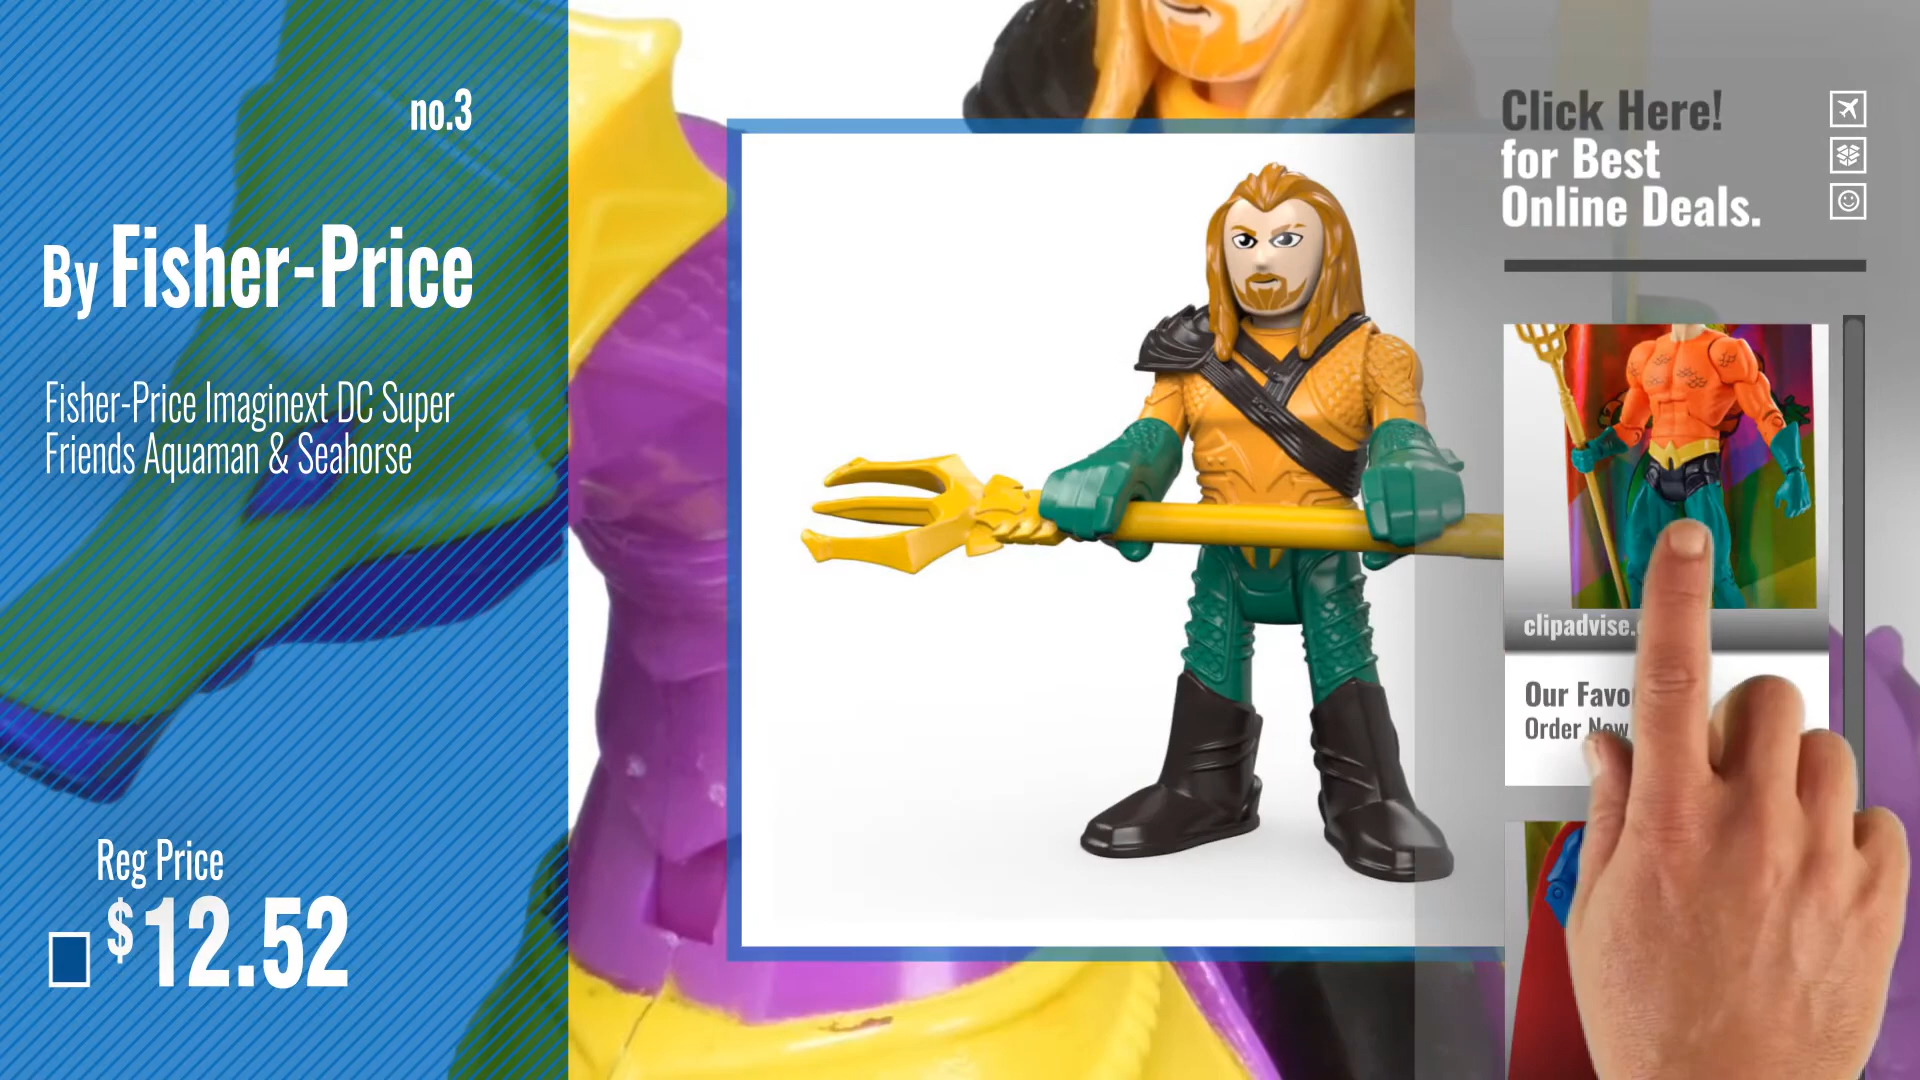 no.3
By Fisher-Price
Fisher-Price Imaginext DC Super
Friends Aquaman & Seahorse
Reg Price
$12.52
Click Here!
for Best
Online Deals.
clipadvise.
Our Favo
Order Now